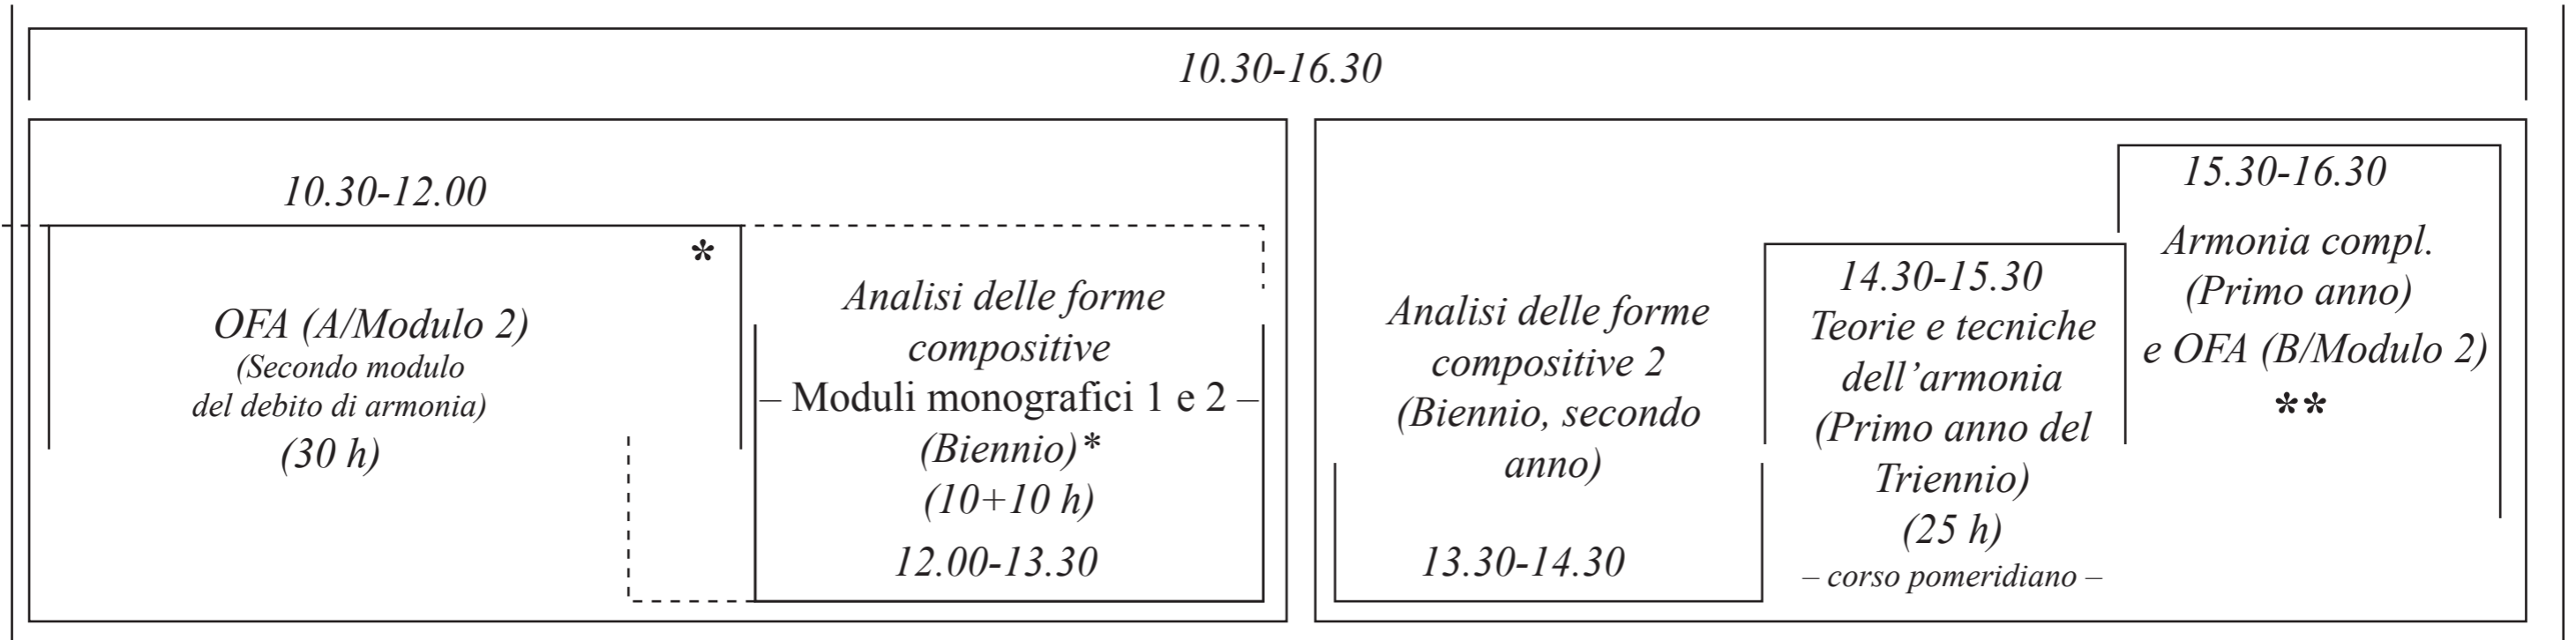 10.30-16.30
10.30-12.00
*
OFA (A/Modulo 2)
(Secondo modulo
del debito di armonia)
(30 h)
Analisi delle forme
compositive
– Moduli monografici 1 e 2 –
(Biennio)*
(10+10 h)
12.00-13.30
Analisi delle forme
compositive 2
(Biennio, secondo
anno)
13.30-14.30
14.30-15.30
Teorie e tecniche
dell’armonia
(Primo anno del
Triennio)
(25 h)
– corso pomeridiano –
15.30-16.30
Armonia compl.
(Primo anno)
e OFA (B/Modulo 2)
**